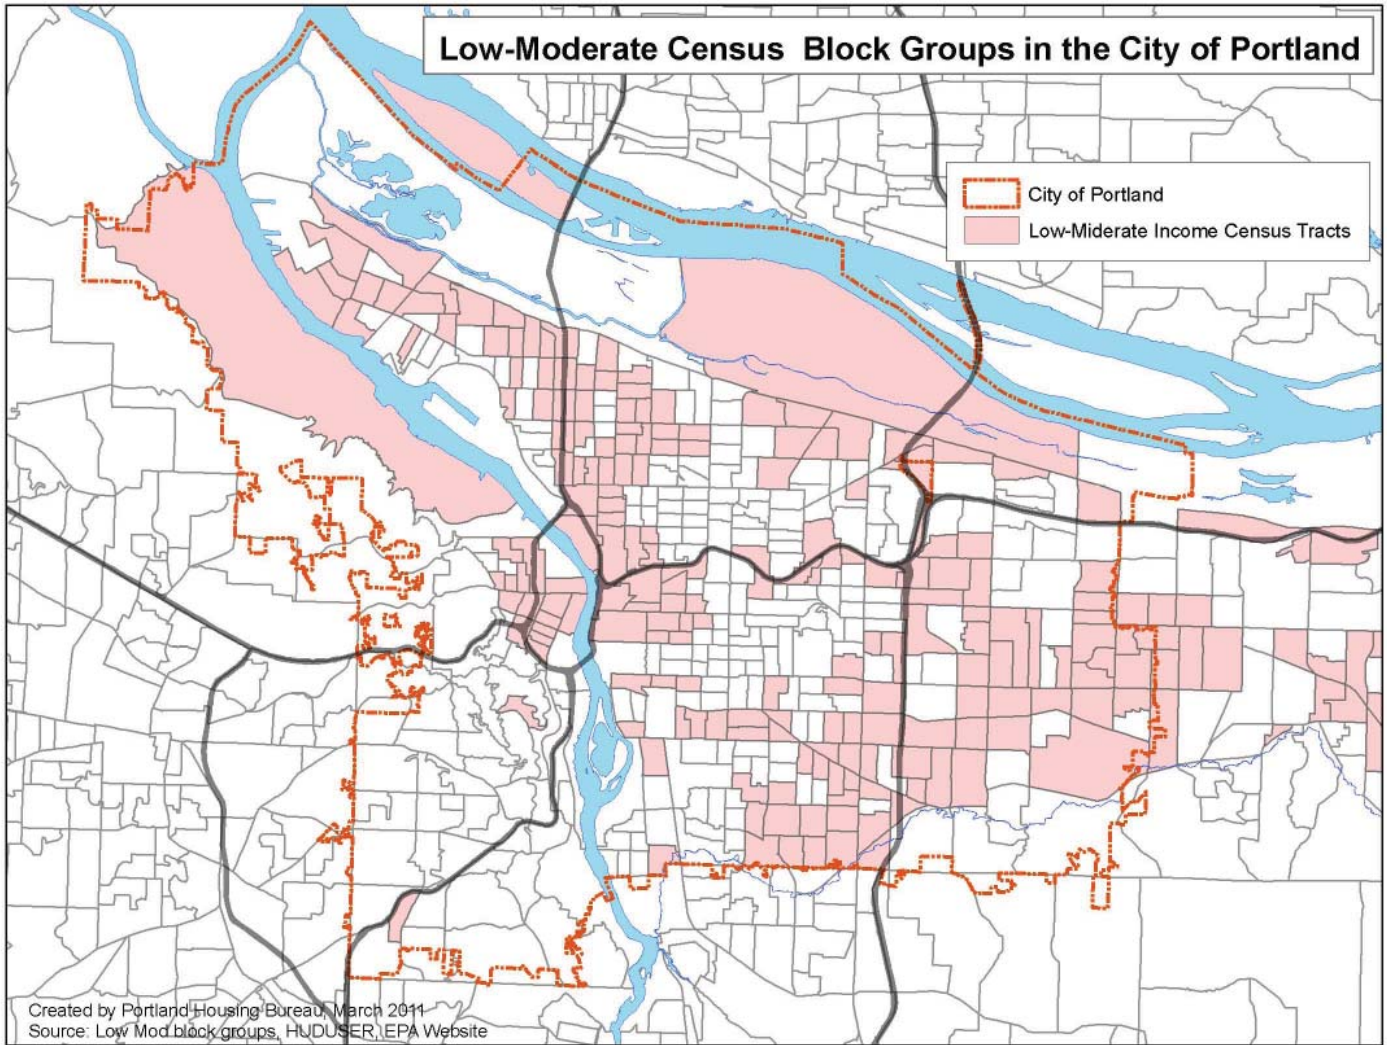 Low-Moderate Census Block Groups in the City of Portland
City of Portland
Low-Miderate Income Census Tracts
Created by Portland Housing Bureau, March 2011
Source: Low Mod block groups, HUDUSER, EPA Website